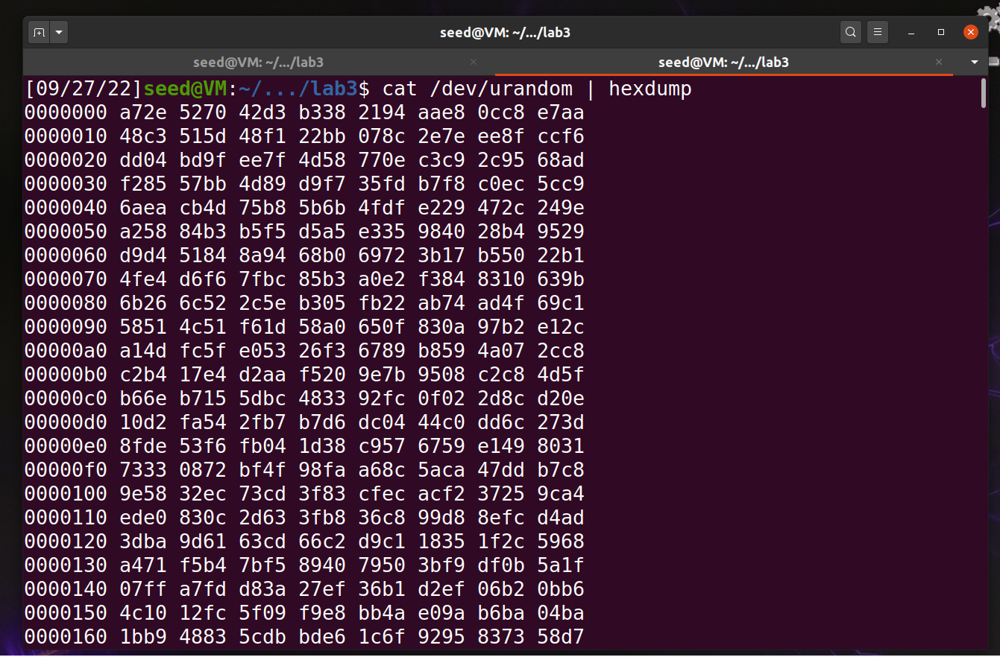 seed@VM: ~/.../lab3
seed@VM: ~/.../lab3 × seed@VM: ~/.../lab3 ×
[09/27/22]seed@VM:~/.../lab3$ cat /dev/urandom | hexdump
0000000 a72e 5270 42d3 b338 2194 aae8 0cc8 e7aa
0000010 48c3 515d 48f1 22bb 078c 2e7e ee8f ccf6
0000020 dd04 bd9f ee7f 4d58 770e c3c9 2c95 68ad
0000030 f285 57bb 4d89 d9f7 35fd b7f8 c0ec 5cc9
0000040 6aea cb4d 75b8 5b6b 4fdf e229 472c 249e
0000050 a258 84b3 b5f5 d5a5 e335 9840 28b4 9529
0000060 d9d4 5184 8a94 68b0 6972 3b17 b550 22b1
0000070 4fe4 d6f6 7fbc 85b3 a0e2 f384 8310 639b
0000080 6b26 6c52 2c5e b305 fb22 ab74 ad4f 69c1
0000090 5851 4c51 f61d 58a0 650f 830a 97b2 e12c
00000a0 a14d fc5f e053 26f3 6789 b859 4a07 2cc8
00000b0 c2b4 17e4 d2aa f520 9e7b 9508 c2c8 4d5f
00000c0 b66e b715 5dbc 4833 92fc 0f02 2d8c d20e
00000d0 10d2 fa54 2fb7 b7d6 dc04 44c0 dd6c 273d
00000e0 8fde 53f6 fb04 1d38 c957 6759 e149 8031
00000f0 7333 0872 bf4f 98fa a68c 5aca 47dd b7c8
0000100 9e58 32ec 73cd 3f83 cfec acf2 3725 9ca4
0000110 ede0 830c 2d63 3fb8 36c8 99d8 8efc d4ad
0000120 3dba 9d61 63cd 66c2 d9c1 1835 1f2c 5968
0000130 a471 f5b4 7bf5 8940 7950 3bf9 df0b 5a1f
0000140 07ff a7fd d83a 27ef 36b1 d2ef 06b2 0bb6
0000150 4c10 12fc 5f09 f9e8 bb4a e09a b6ba 04ba
0000160 1bb9 4883 5cdb bde6 1c6f 9295 8373 58d7